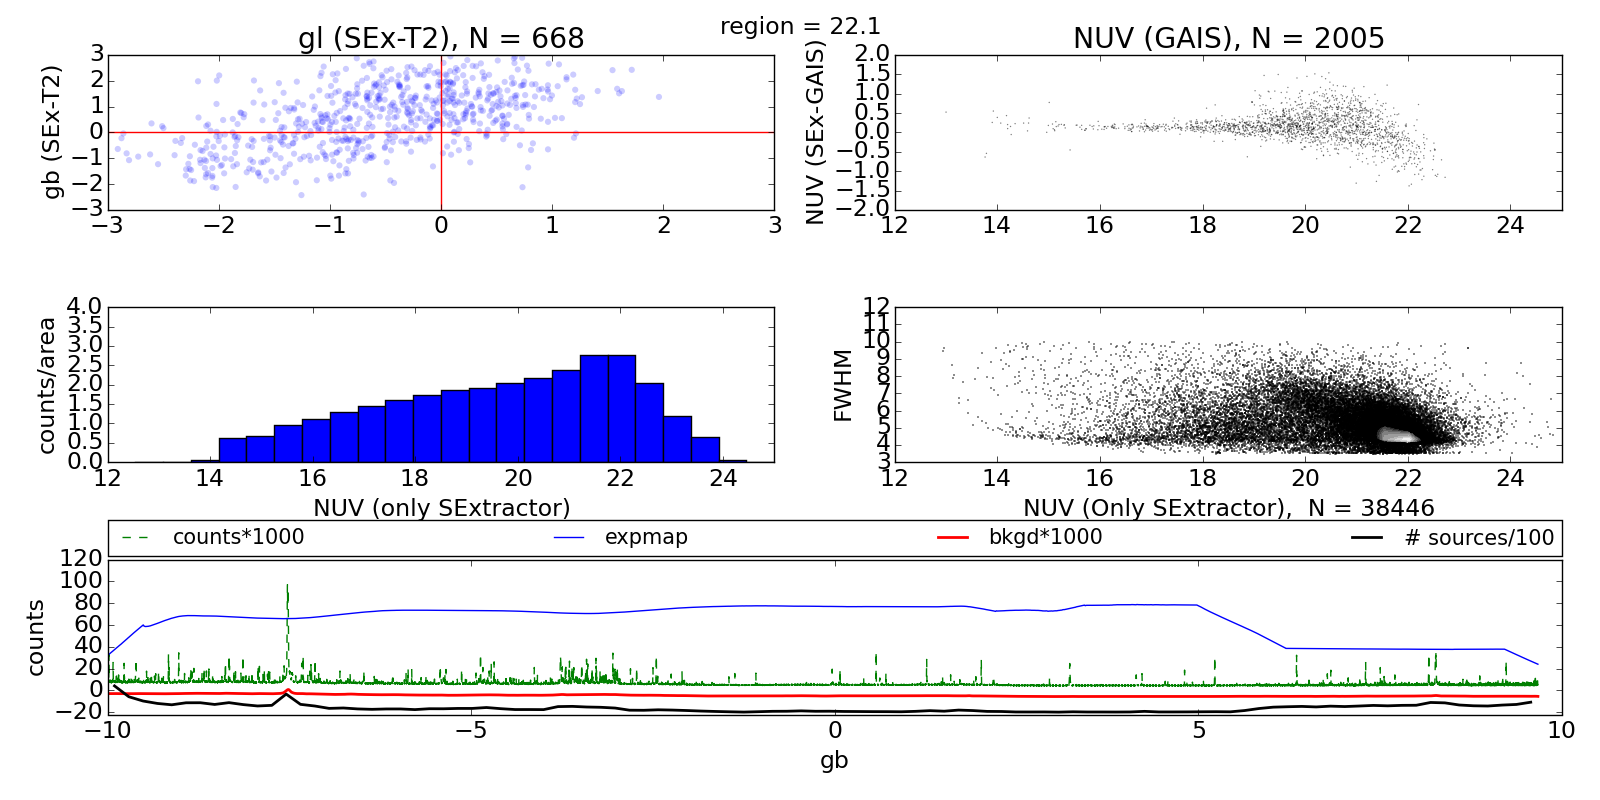 region = 22.1
gl (SEx-T2), N = 668
gb (SEx-T2)
3
2
1
0
−1
−2
−3
−3 −2 −1 0 1 2 3
NUV (GAIS), N = 2005
NUV (SEx-GAIS)
2.0
1.5
1.0
0.5
0.0
−0.5
−1.0
−1.5
−2.0
12 14 16 18 20 22 24
counts/area
4.0
3.5
3.0
2.5
2.0
1.5
1.0
0.5
0.0
12 14 16 18 20 22 24
NUV (only SExtractor)
FWHM
12
11
10
9
8
7
6
5
4
3
12 14 16 18 20 22 24
NUV (Only SExtractor), N = 38446
counts*1000 expmap bkgd*1000 # sources/100
counts
120
100
80
60
40
20
0
−20
−10 −5 0 5 10
gb